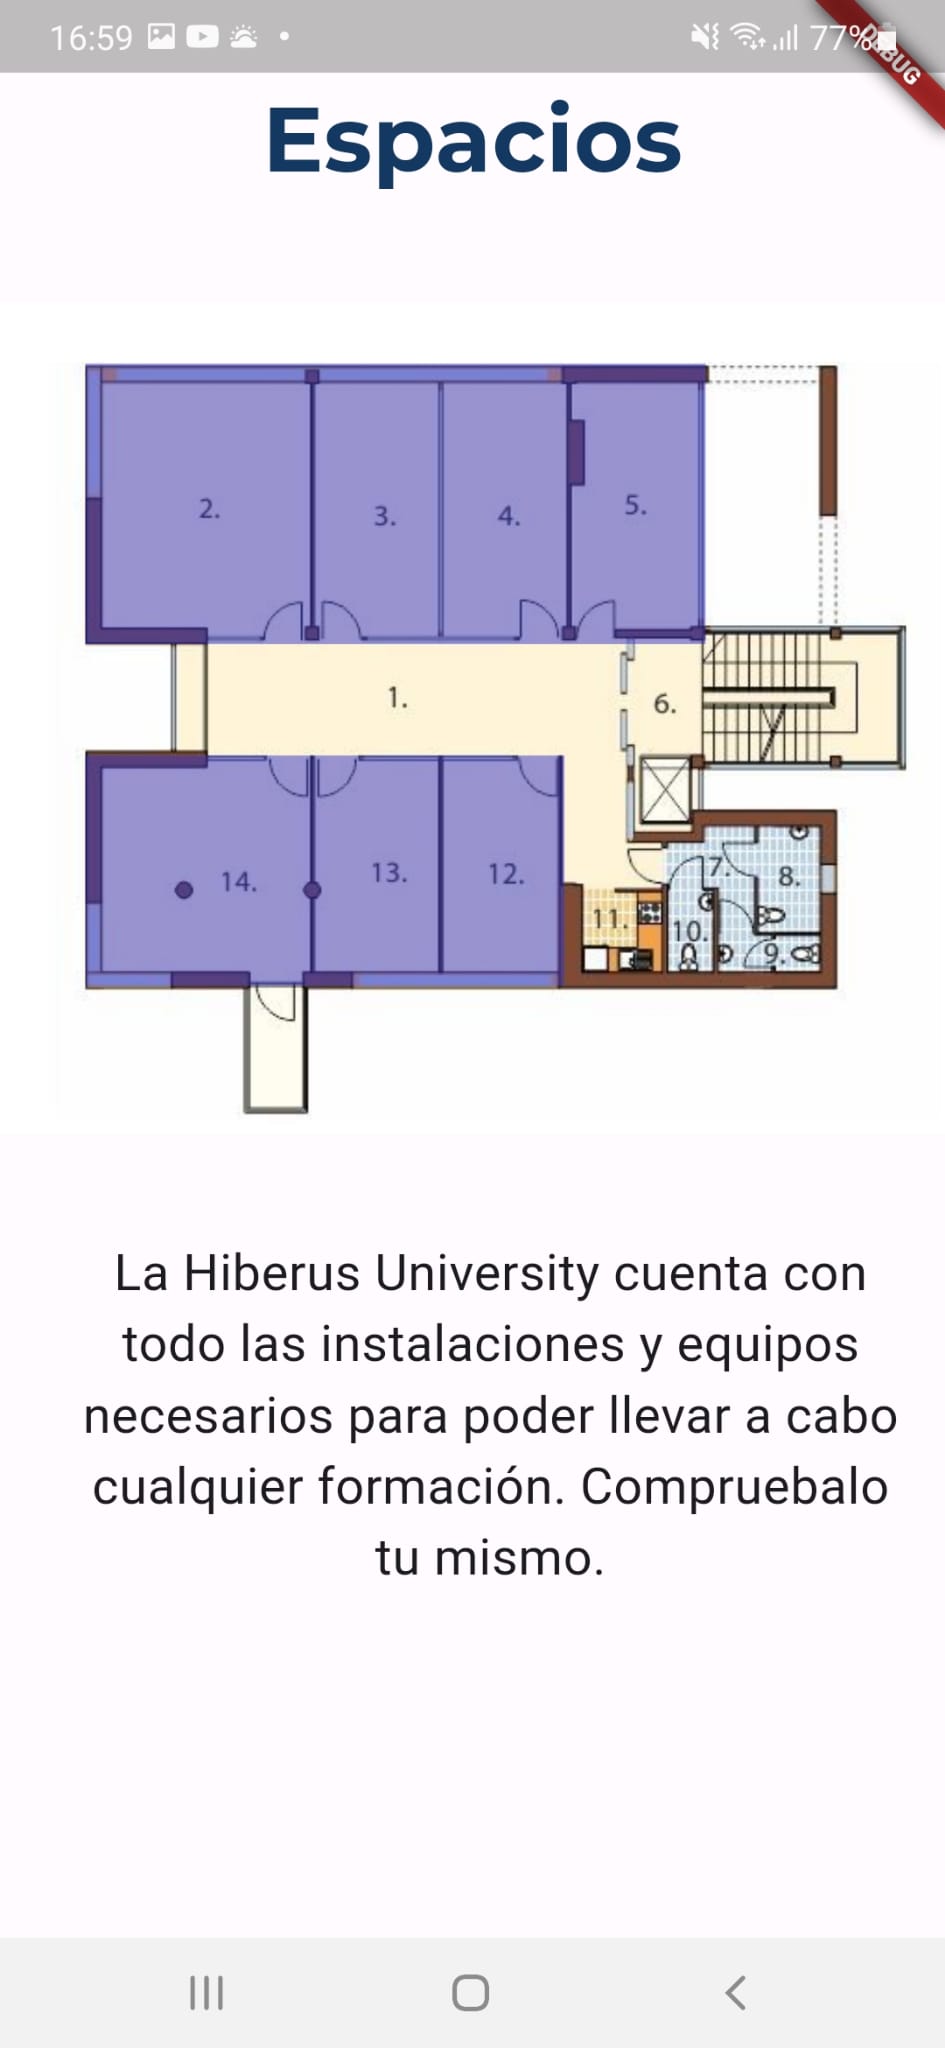 16:59
77%
DEBUG
Espacios
2.
3.
4.
5.
1.
6.
14.
13.
12.
7.
8.
11.
10.
9.
La Hiberus University cuenta con
todo las instalaciones y equipos
necesarios para poder llevar a cabo
cualquier formación. Compruebalo
tu mismo.